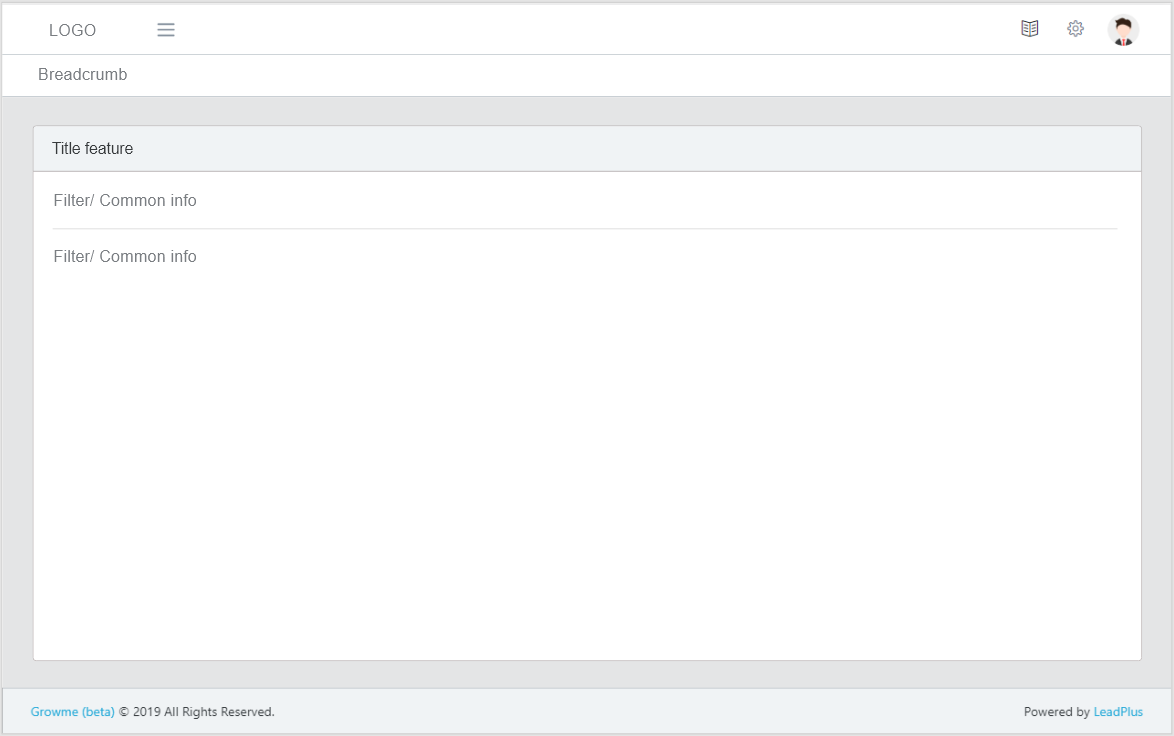 LOGO
Breadcrumb
Title feature
Filter/ Common info
Filter/ Common info
Growme (beta) © 2019 All Rights Reserved.
Powered by LeadPlus